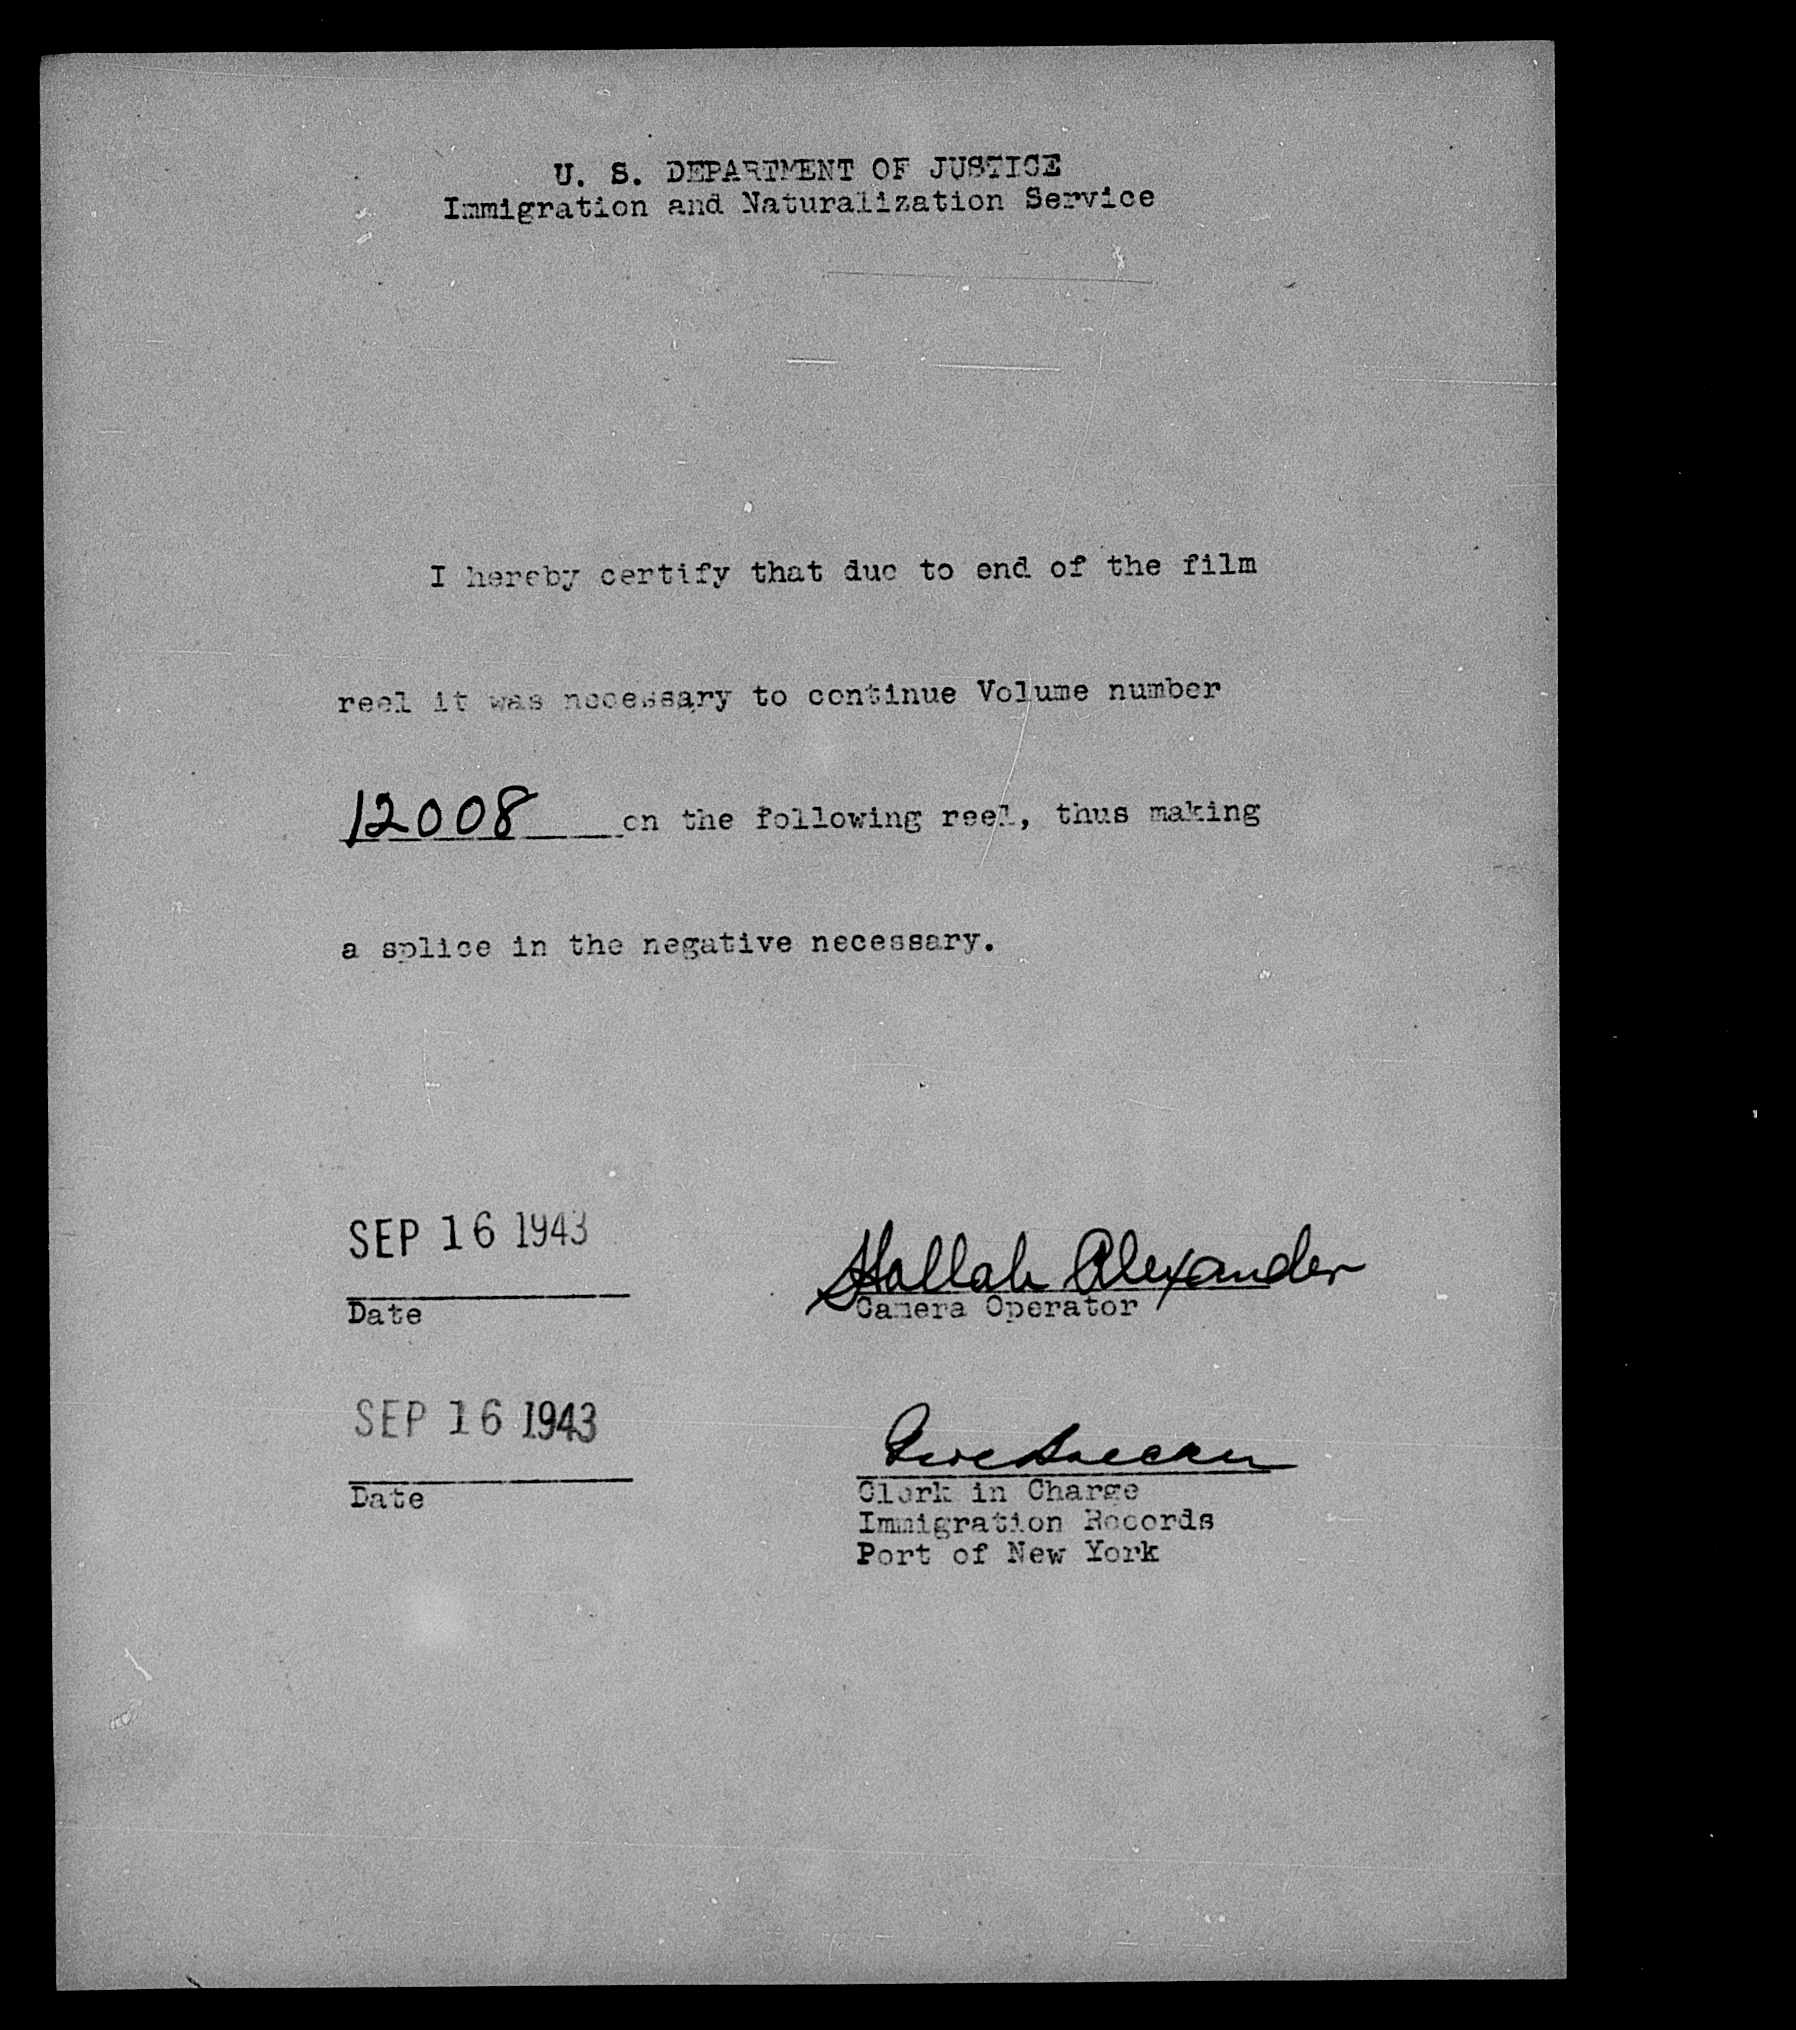 U. S. DEPARTMENT OF JUSTICE
Immigration and Naturalization Service
I hereby certify that due to end of the film
reel it was necessary to continue Volume number
12008 on the following reel, thus making
a splice in the negative necessary.
SEP 16 1943
Hallah Alexander
Date
Camera Operator
SEP 16 1943
Date
Clerk in Charge
Immigration Records
Port of New York